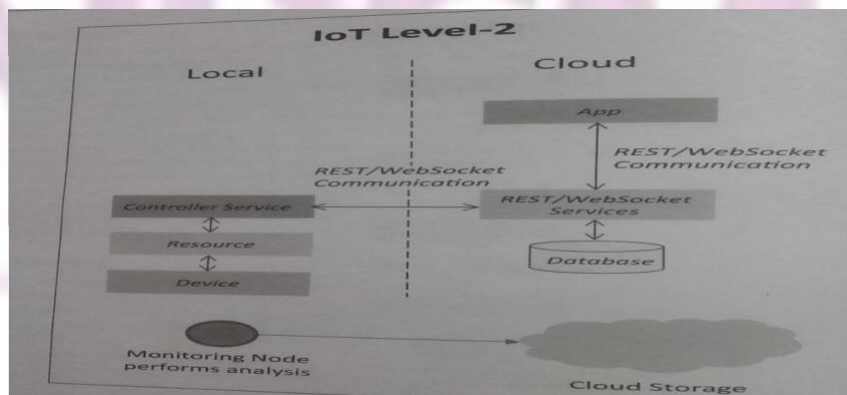 IoT Level-2
Local
Cloud
App
REST/WebSocket
Communication
REST/WebSocket
Communication
Controller Service
REST/WebSocket
Services
Resource
Database
Device
Monitoring Node
performs analysis
Cloud Storage